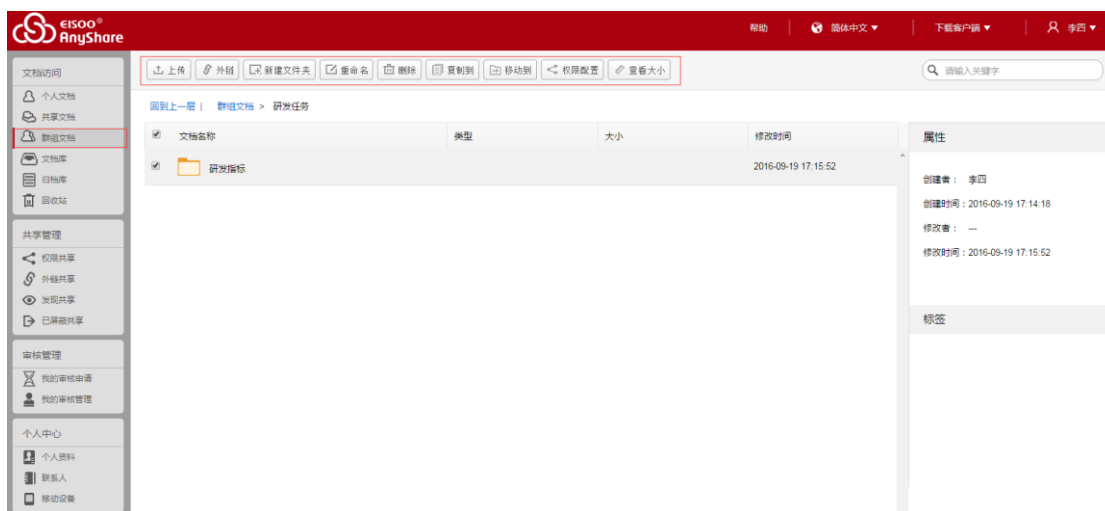 EISOO®
AnyShare
帮助
简体中文 ▼
下载客户端 ▼
李四 ▼
文档访问
个人文档
共享文档
群组文档
文档库
归档库
回收站
共享管理
权限共享
外链共享
发现共享
已屏蔽共享
审核管理
我的审核申请
我的审核管理
个人中心
个人资料
联系人
移动设备
上传 外链 新建文件夹 重命名 删除 复制到 移动到 权限配置 查看大小
请输入关键字
回到上一层 | 群组文档 > 研发任务
文档名称 类型 大小 修改时间
研发指标 2016-09-19 17:15:52
属性
创建者： 李四
创建时间：2016-09-19 17:14:18
修改者： ---
修改时间：2016-09-19 17:15:52
标签